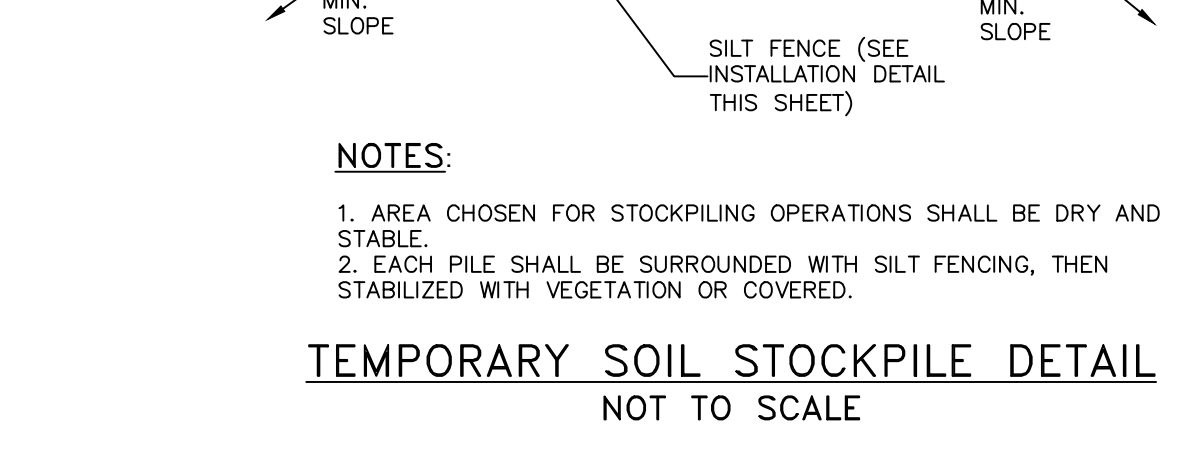 MIN.
SLOPE
MIN.
SLOPE
SILT FENCE (SEE
INSTALLATION DETAIL
THIS SHEET)
NOTES:
1. AREA CHOSEN FOR STOCKPILING OPERATIONS SHALL BE DRY AND
STABLE.
2. EACH PILE SHALL BE SURROUNDED WITH SILT FENCING, THEN
STABILIZED WITH VEGETATION OR COVERED.
TEMPORARY SOIL STOCKPILE DETAIL
NOT TO SCALE